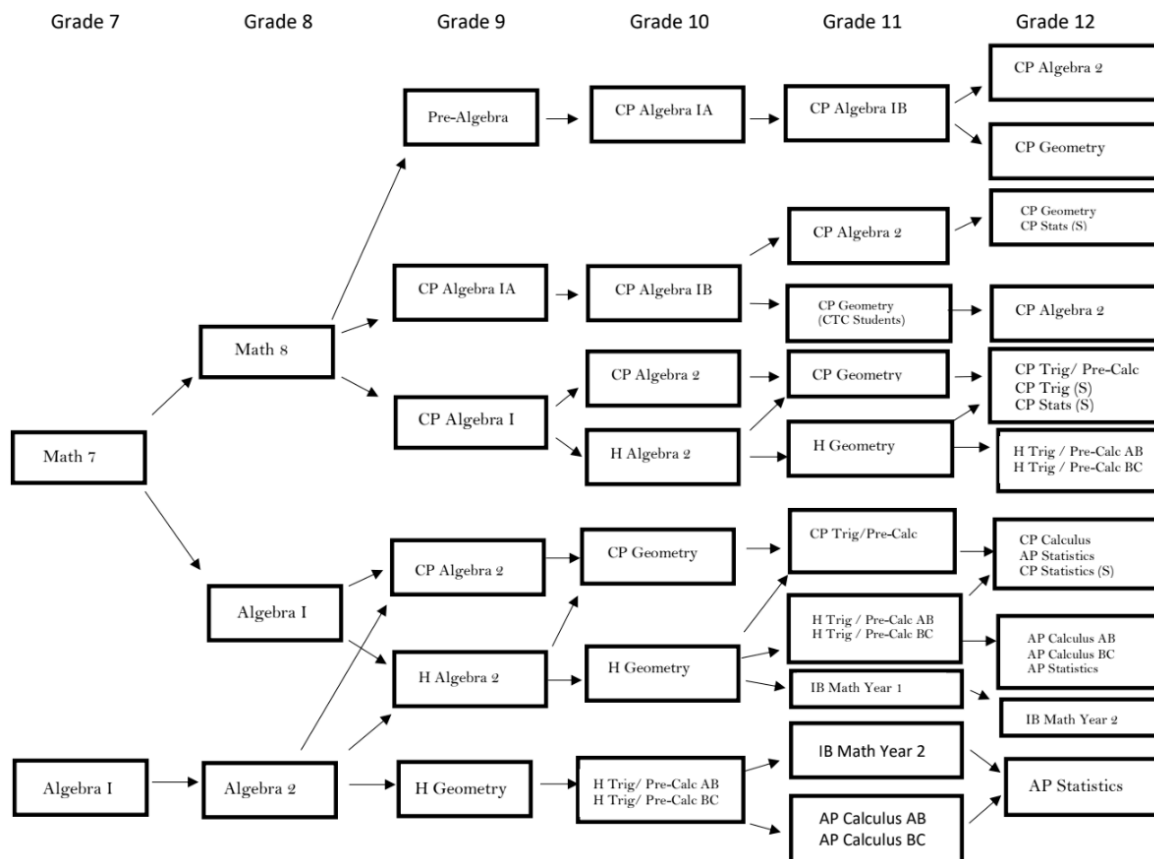 Grade 7
Grade 8
Grade 9
Grade 10
Grade 11
Grade 12
Math 7
Algebra I
Math 8
Algebra I
Algebra 2
Pre-Algebra
CP Algebra IA
CP Algebra I
CP Algebra 2
H Algebra 2
H Geometry
CP Algebra IA
CP Algebra IB
CP Algebra 2
H Algebra 2
CP Geometry
H Geometry
H Trig/ Pre-Calc AB
H Trig/ Pre-Calc BC
CP Algebra IB
CP Algebra 2
CP Geometry
(CTC Students)
CP Geometry
H Geometry
CP Trig/Pre-Calc
H Trig / Pre-Calc AB
H Trig / Pre-Calc BC
IB Math Year 1
IB Math Year 2
AP Calculus AB
AP Calculus BC
CP Algebra 2
CP Geometry
CP Geometry
CP Stats (S)
CP Algebra 2
CP Trig/ Pre-Calc
CP Trig (S)
CP Stats (S)
H Trig / Pre-Calc AB
H Trig / Pre-Calc BC
CP Calculus
AP Statistics
CP Statistics (S)
AP Calculus AB
AP Calculus BC
AP Statistics
IB Math Year 2
AP Statistics